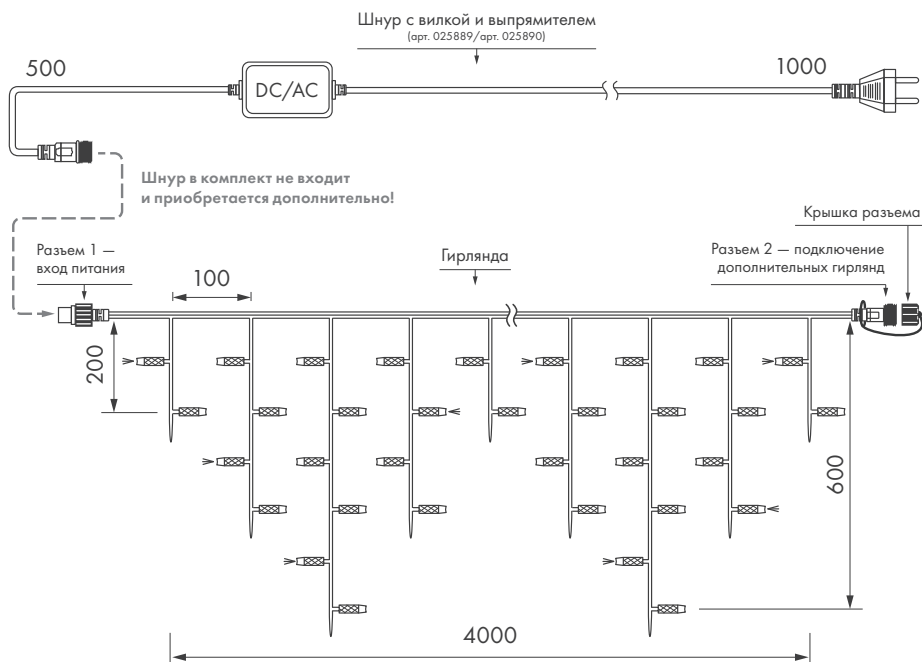 Шнур с вилкой и выпрямителем
(арт. 025889/арт. 025890)
500
DC/AC
1000
Шнур в комплект не входит
и приобретается дополнительно!
Крышка разъема
Разъем 1 —
вход питания
Гирлянда
Разъем 2 — подключение
дополнительных гирлянд
100
200
600
4000